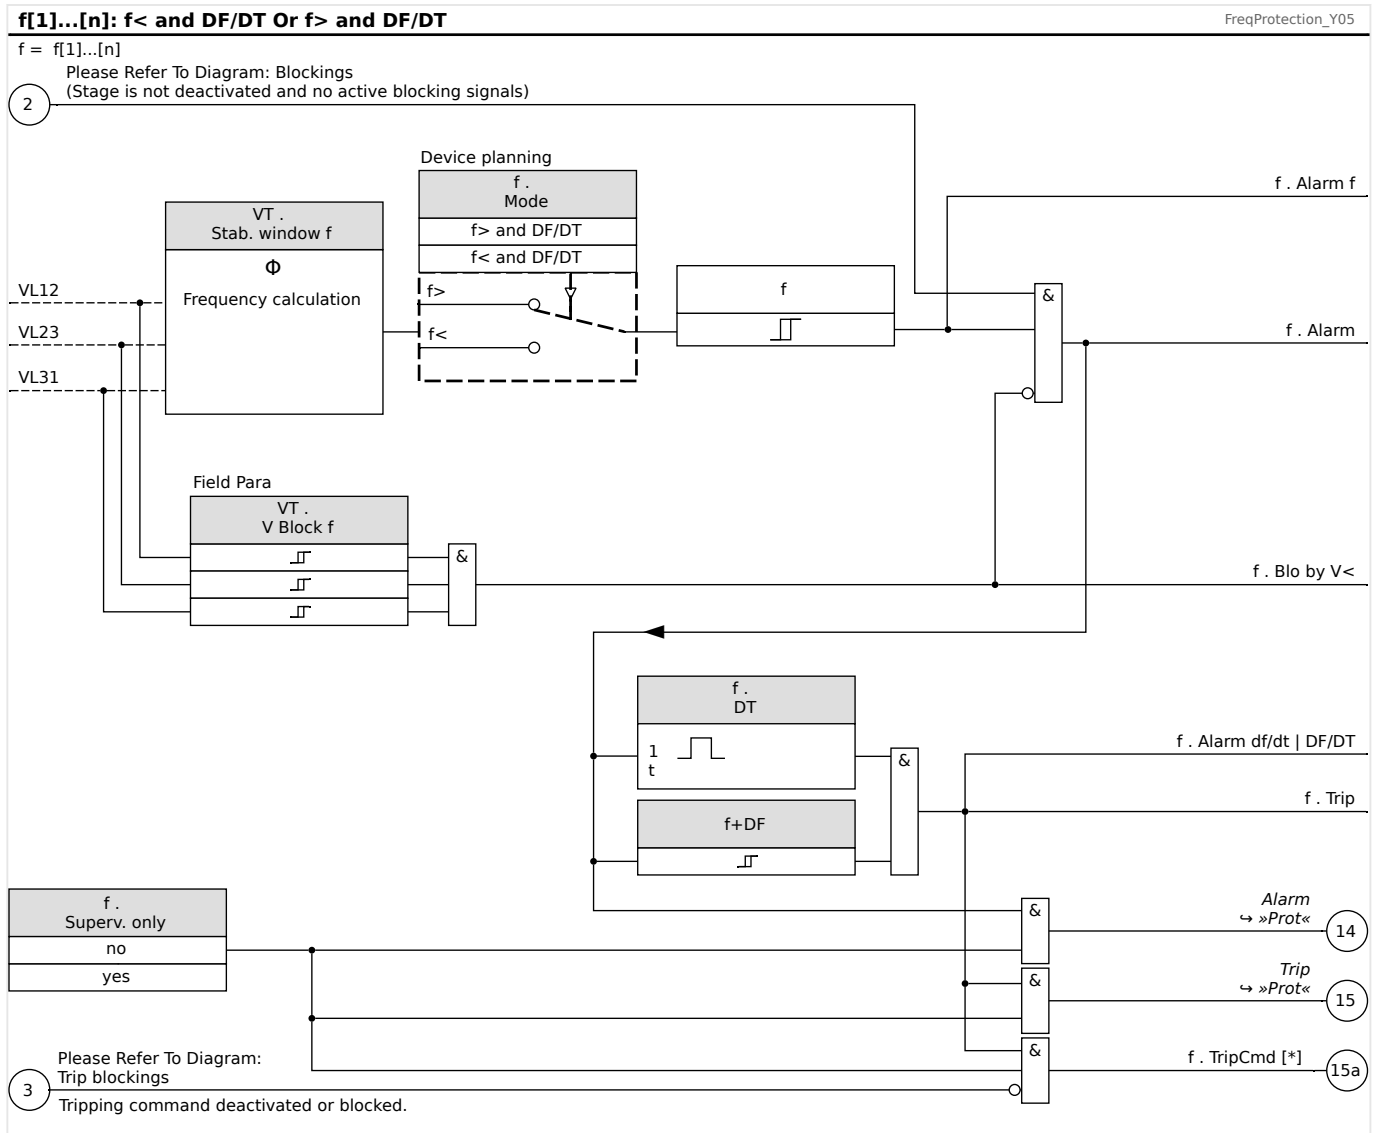 f[1]...[n]: f< and DF/DT Or f> and DF/DT
FreqProtection_Y05
f = f[1]...[n]
Please Refer To Diagram: Blockings
(Stage is not deactivated and no active blocking signals)
2
Device planning
f .
Mode
f> and DF/DT
f< and DF/DT
f . Alarm f
VT .
Stab. window f
Φ
Frequency calculation
VL12
VL23
VL31
f>
f<
f
&
f . Alarm
Field Para
VT .
V Block f
&
f . Blo by V<
f .
DT
1
t
&
f . Alarm df/dt | DF/DT
f . Trip
f+DF
f .
Superv. only
no
yes
&
Alarm
↪ »Prot«
14
&
Trip
↪ »Prot«
15
&
f . TripCmd [*]
15a
Please Refer To Diagram:
Trip blockings
3
Tripping command deactivated or blocked.